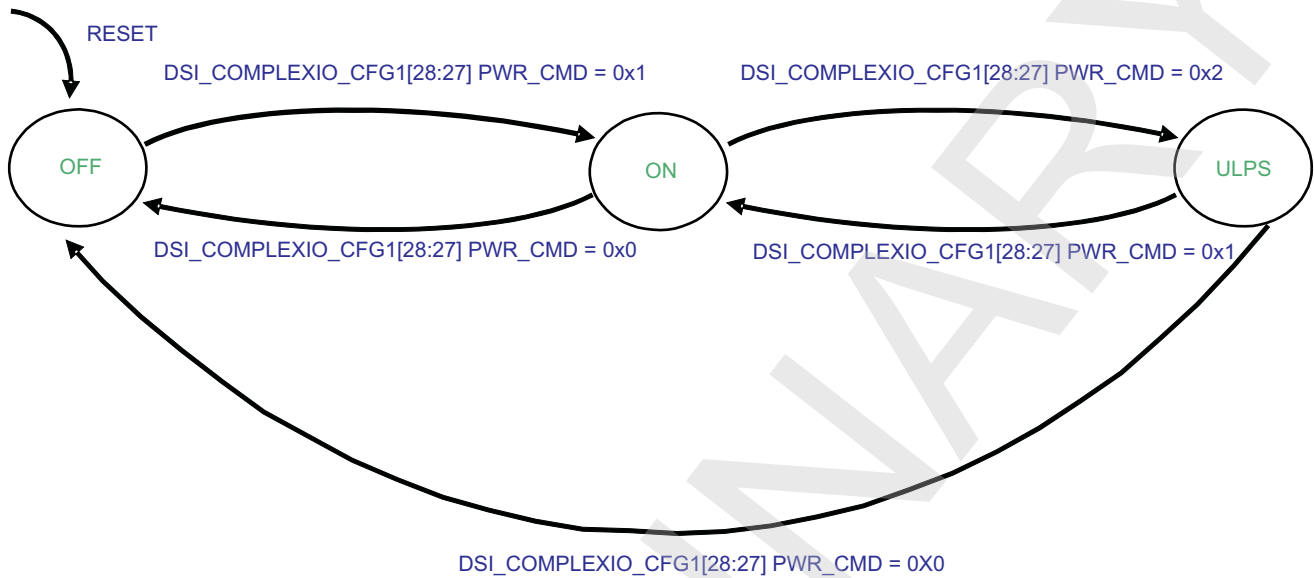 RESET
DSI_COMPLEXIO_CFG1[28:27] PWR_CMD = 0x1
DSI_COMPLEXIO_CFG1[28:27] PWR_CMD = 0x2
OFF
ON
ULPS
DSI_COMPLEXIO_CFG1[28:27] PWR_CMD = 0x0
DSI_COMPLEXIO_CFG1[28:27] PWR_CMD = 0x1
DSI_COMPLEXIO_CFG1[28:27] PWR_CMD = 0X0
INARY